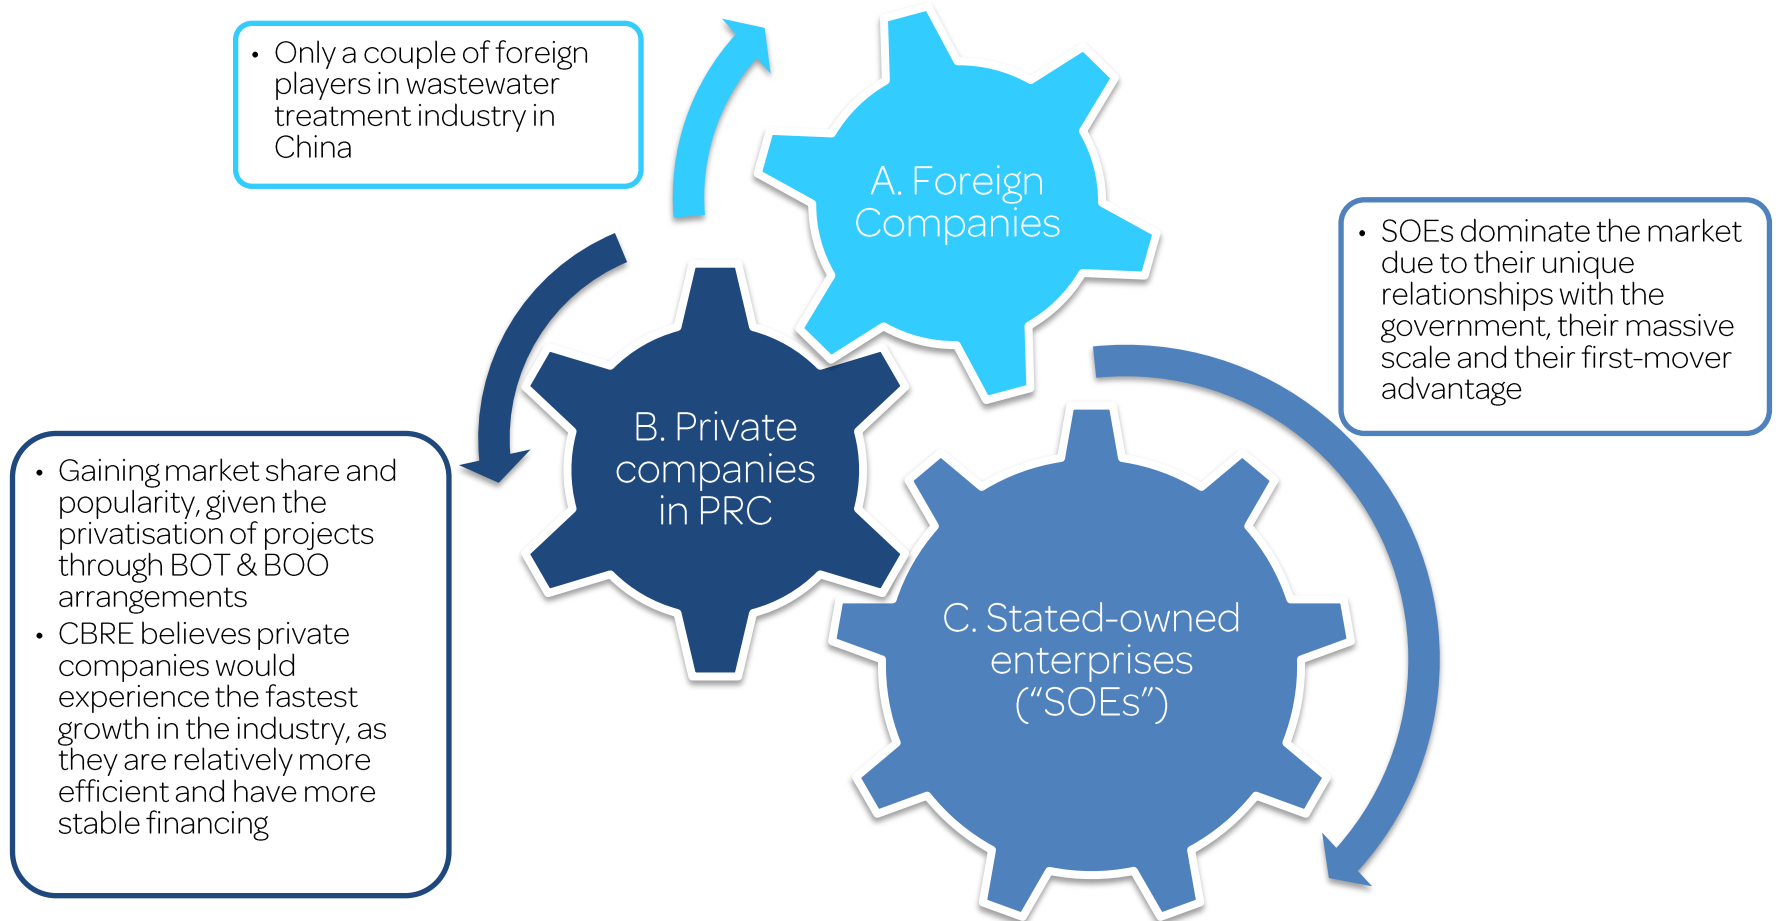 • Only a couple of foreign
players in wastewater
treatment industry in
China
A. Foreign
Companies
• SOEs dominate the market
due to their unique
relationships with the
government, their massive
scale and their first-mover
advantage
B. Private
companies
in PRC
• Gaining market share and
popularity, given the
privatisation of projects
through BOT & BOO
arrangements
• CBRE believes private
companies would
experience the fastest
growth in the industry, as
they are relatively more
efficient and have more
stable financing
C. Stated-owned
enterprises
(“SOEs”)